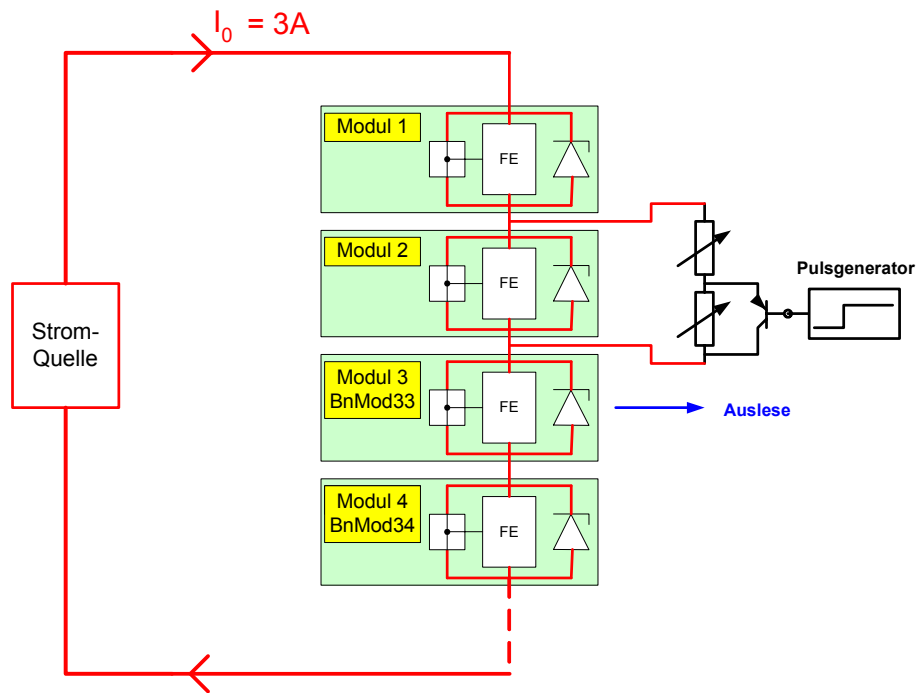 I₀ = 3A
Modul 1
FE
Modul 2
FE
Pulsgenerator
Strom-
Quelle
Modul 3
BnMod33
FE
Auslese
Modul 4
BnMod34
FE